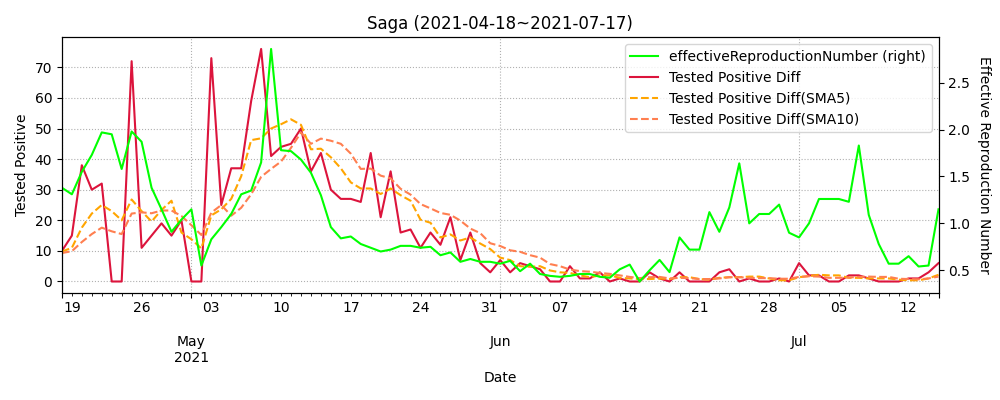 Saga (2021-04-18~2021-07-17)
effectiveReproductionNumber (right)
Tested Positive Diff
Tested Positive Diff(SMA5)
Tested Positive Diff(SMA10)
Tested Positive
70
60
50
40
30
20
10
0
Effective Reproduction Number
2.5
2.0
1.5
1.0
0.5
19 26 03 10 17 24 31 07 14 21 28 05 12
May Jun Jul
2021
Date